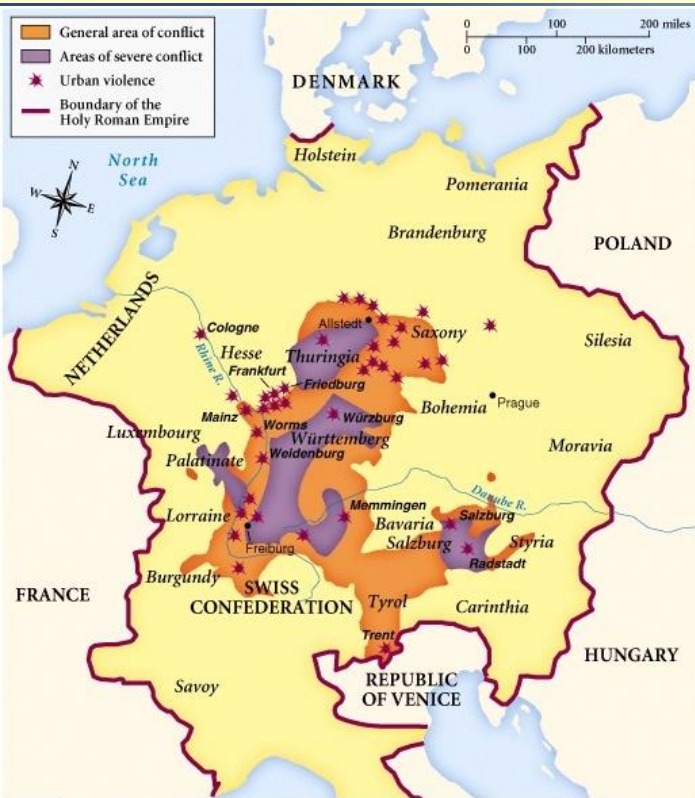 General area of conflict
Areas of severe conflict
Urban violence
Boundary of the
Holy Roman Empire
0 100 200 miles
0 100 200 kilometers
DENMARK
North
Sea
N
W
E
S
Holstein
Pomerania
Brandenburg
POLAND
NETHERLANDS
Cologne
Rhine R.
Hesse
Frankfurt
Allstedt
Saxony
Thuringia
Friedburg
Silesia
Mainz
Worms
Würzburg
Württemberg
Weidenburg
Bohemia
Prague
Luxembourg
Palatinate
Moravia
Danube R.
Lorraine
Memmingen
Bavaria
Salzburg
Salzburg
Styria
Freiburg
Radstadt
Burgundy
SWISS
CONFEDERATION
FRANCE
Tyrol
Carinthia
Trent
HUNGARY
REPUBLIC
OF VENICE
Savoy